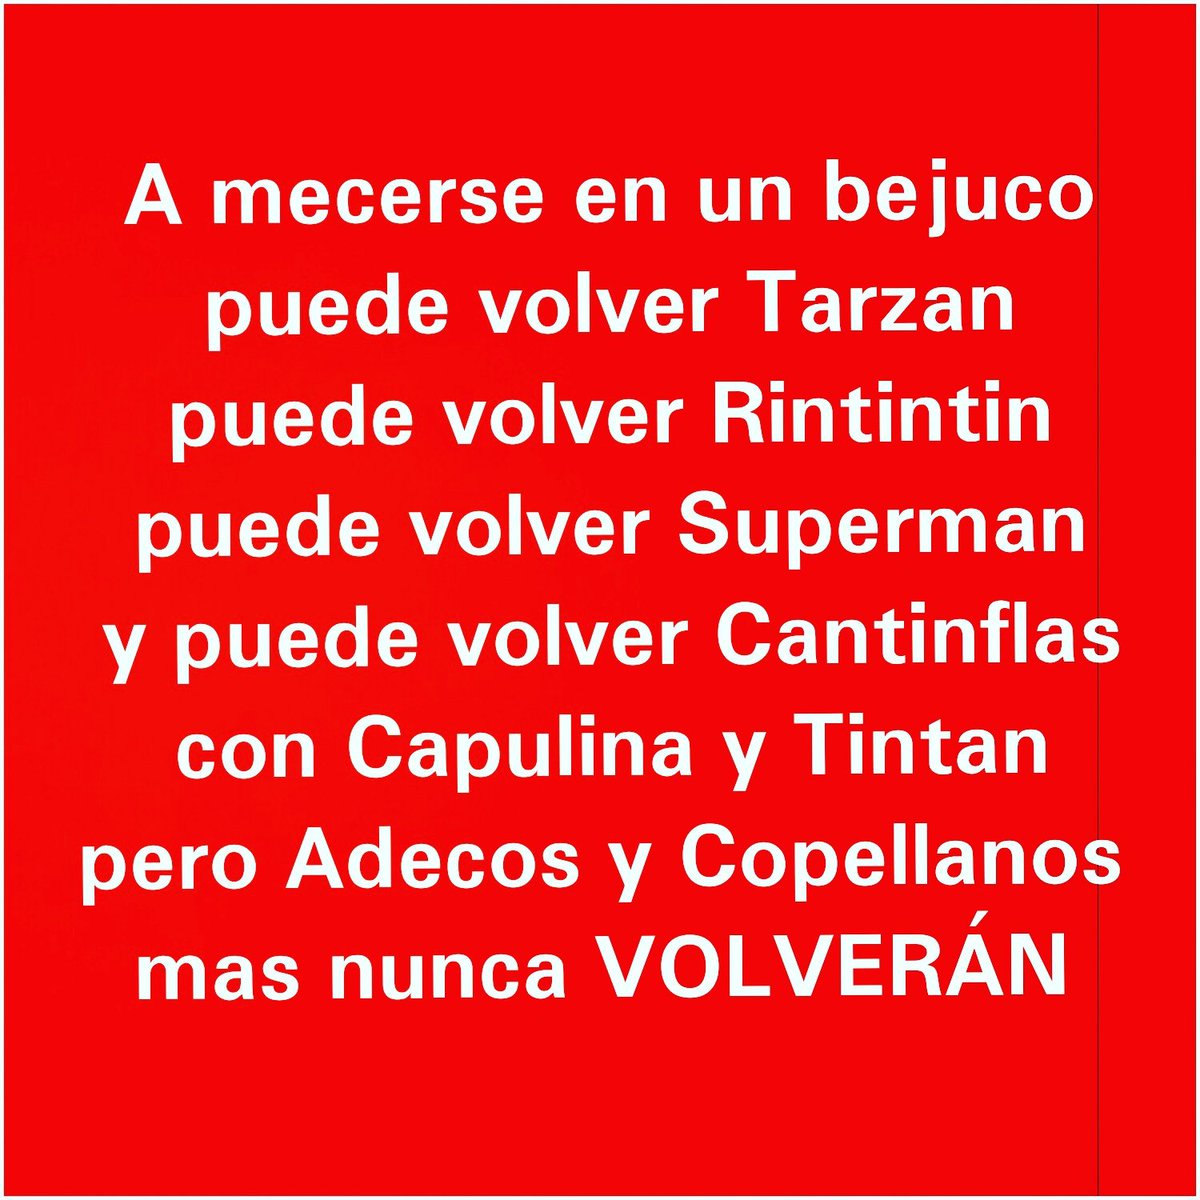 A mecerse en un bejuco
puede volver Tarzan
puede volver Rintintin
puede volver Superman
y puede volver Cantinflas
con Capulina y Tintan
pero Adecos y Copellanos
mas nunca VOLVERÁN